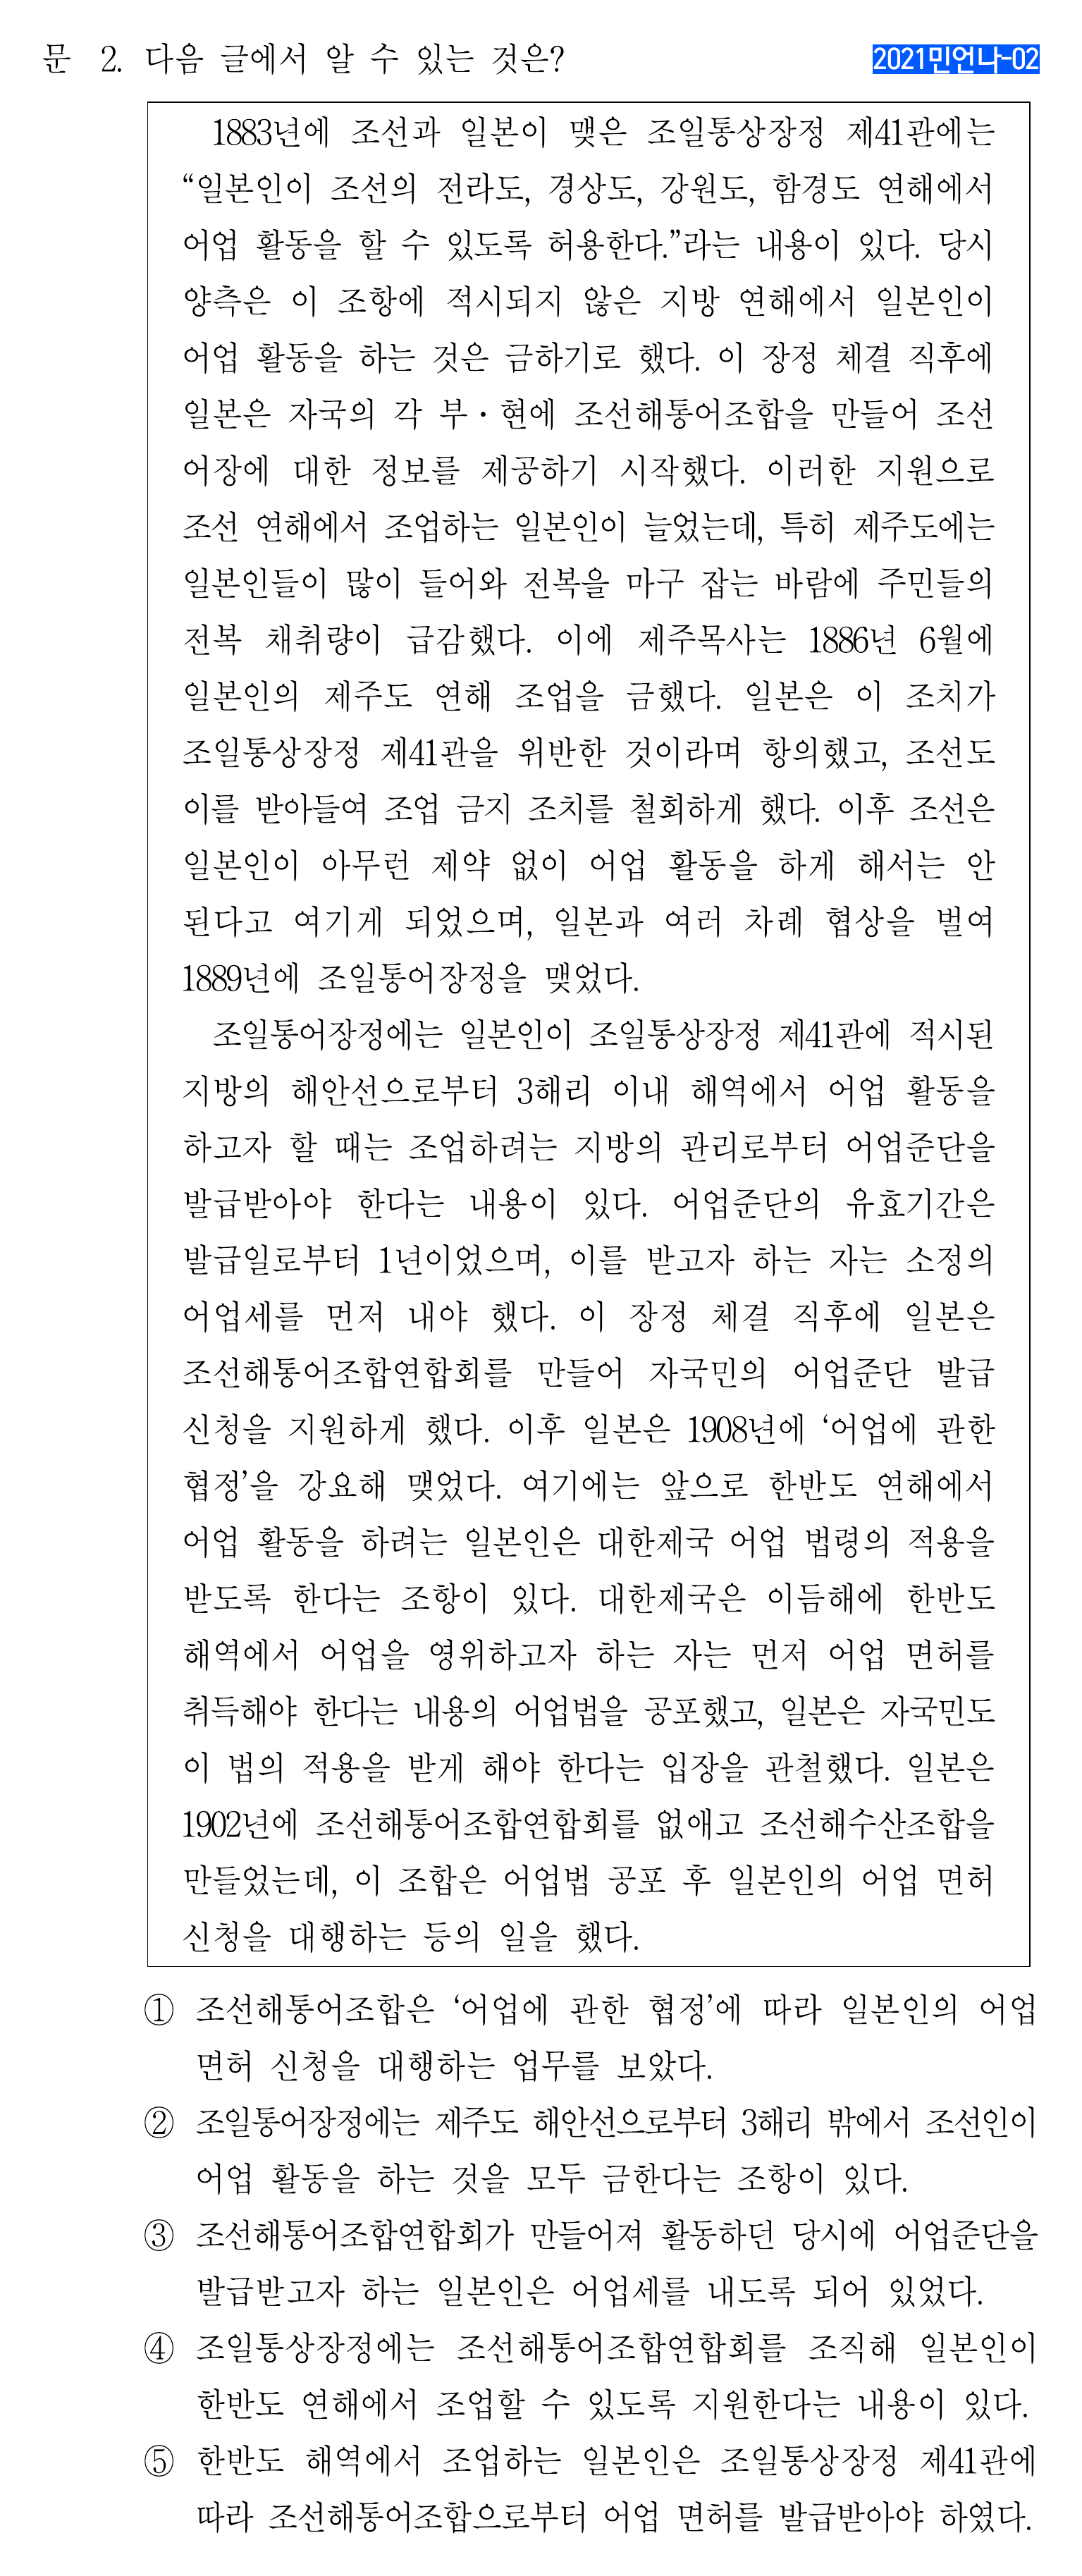 문 2. 다음 글에서 알 수 있는 것은?
2021민언나-02
1883년에 조선과 일본이 맺은 조일통상장정 제41관에는
“일본인이 조선의 전라도, 경상도, 강원도, 함경도 연해에서
어업 활동을 할 수 있도록 허용한다.”라는 내용이 있다. 당시
양측은 이 조항에 적시되지 않은 지방 연해에서 일본인이
어업 활동을 하는 것은 금하기로 했다. 이 장정 체결 직후에
일본은 자국의 각 부・현에 조선해통어조합을 만들어 조선
어장에 대한 정보를 제공하기 시작했다. 이러한 지원으로
조선 연해에서 조업하는 일본인이 늘었는데, 특히 제주도에는
일본인들이 많이 들어와 전복을 마구 잡는 바람에 주민들의
전복 채취량이 급감했다. 이에 제주목사는 1886년 6월에
일본인의 제주도 연해 조업을 금했다. 일본은 이 조치가
조일통상장정 제41관을 위반한 것이라며 항의했고, 조선도
이를 받아들여 조업 금지 조치를 철회하게 했다. 이후 조선은
일본인이 아무런 제약 없이 어업 활동을 하게 해서는 안
된다고 여기게 되었으며, 일본과 여러 차례 협상을 벌여
1889년에 조일통어장정을 맺었다.
조일통어장정에는 일본인이 조일통상장정 제41관에 적시된
지방의 해안선으로부터 3해리 이내 해역에서 어업 활동을
하고자 할 때는 조업하려는 지방의 관리로부터 어업준단을
발급받아야 한다는 내용이 있다. 어업준단의 유효기간은
발급일로부터 1년이었으며, 이를 받고자 하는 자는 소정의
어업세를 먼저 내야 했다. 이 장정 체결 직후에 일본은
조선해통어조합연합회를 만들어 자국민의 어업준단 발급
신청을 지원하게 했다. 이후 일본은 1908년에 ‘어업에 관한
협정’을 강요해 맺었다. 여기에는 앞으로 한반도 연해에서
어업 활동을 하려는 일본인은 대한제국 어업 법령의 적용을
받도록 한다는 조항이 있다. 대한제국은 이듬해에 한반도
해역에서 어업을 영위하고자 하는 자는 먼저 어업 면허를
취득해야 한다는 내용의 어업법을 공포했고, 일본은 자국민도
이 법의 적용을 받게 해야 한다는 입장을 관철했다. 일본은
1902년에 조선해통어조합연합회를 없애고 조선해수산조합을
만들었는데, 이 조합은 어업법 공포 후 일본인의 어업 면허
신청을 대행하는 등의 일을 했다.
① 조선해통어조합은 ‘어업에 관한 협정’에 따라 일본인의 어업
면허 신청을 대행하는 업무를 보았다.
② 조일통어장정에는 제주도 해안선으로부터 3해리 밖에서 조선인이
어업 활동을 하는 것을 모두 금한다는 조항이 있다.
③ 조선해통어조합연합회가 만들어져 활동하던 당시에 어업준단을
발급받고자 하는 일본인은 어업세를 내도록 되어 있었다.
④ 조일통상장정에는 조선해통어조합연합회를 조직해 일본인이
한반도 연해에서 조업할 수 있도록 지원한다는 내용이 있다.
⑤ 한반도 해역에서 조업하는 일본인은 조일통상장정 제41관에
따라 조선해통어조합으로부터 어업 면허를 발급받아야 하였다.